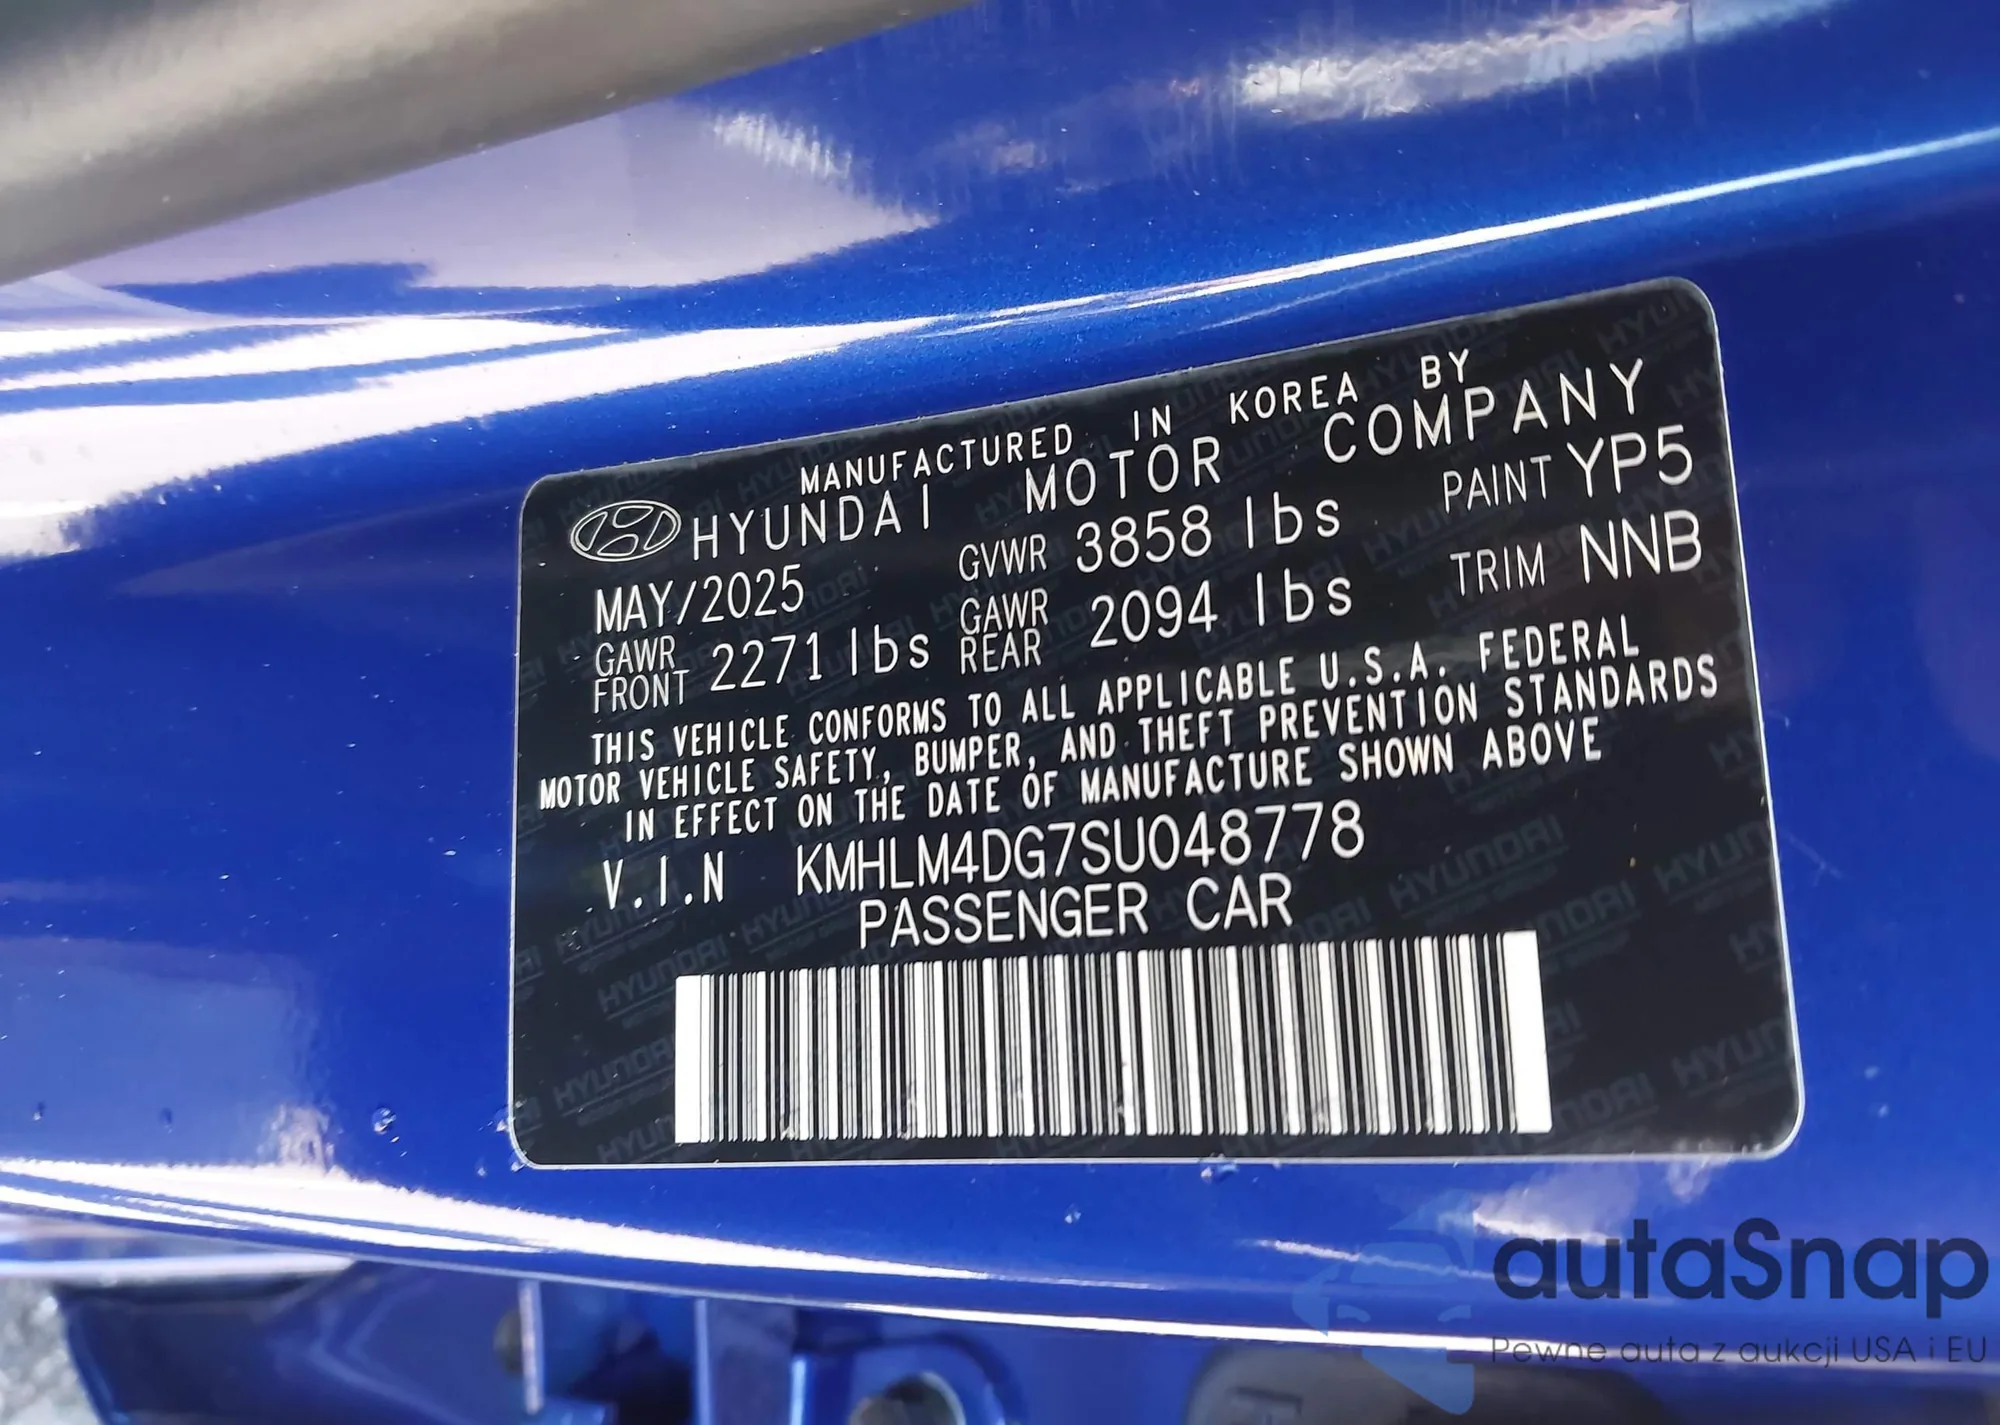 MANUFACTURED IN KOREA BY
HYUNDAI MOTOR COMPANY
MAY/2025 GVWR 3858 lbs PAINT YP5
GAWR FRONT 2271 lbs GAWR REAR 2094 lbs TRIM NNB
THIS VEHICLE CONFORMS TO ALL APPLICABLE U.S.A. FEDERAL
MOTOR VEHICLE SAFETY, BUMPER, AND THEFT PREVENTION STANDARDS
IN EFFECT ON THE DATE OF MANUFACTURE SHOWN ABOVE
V.I.N KMHLM4DG7SU048778
PASSENGER CAR
autaSnap
Pewne auta z aukcji USA i EU